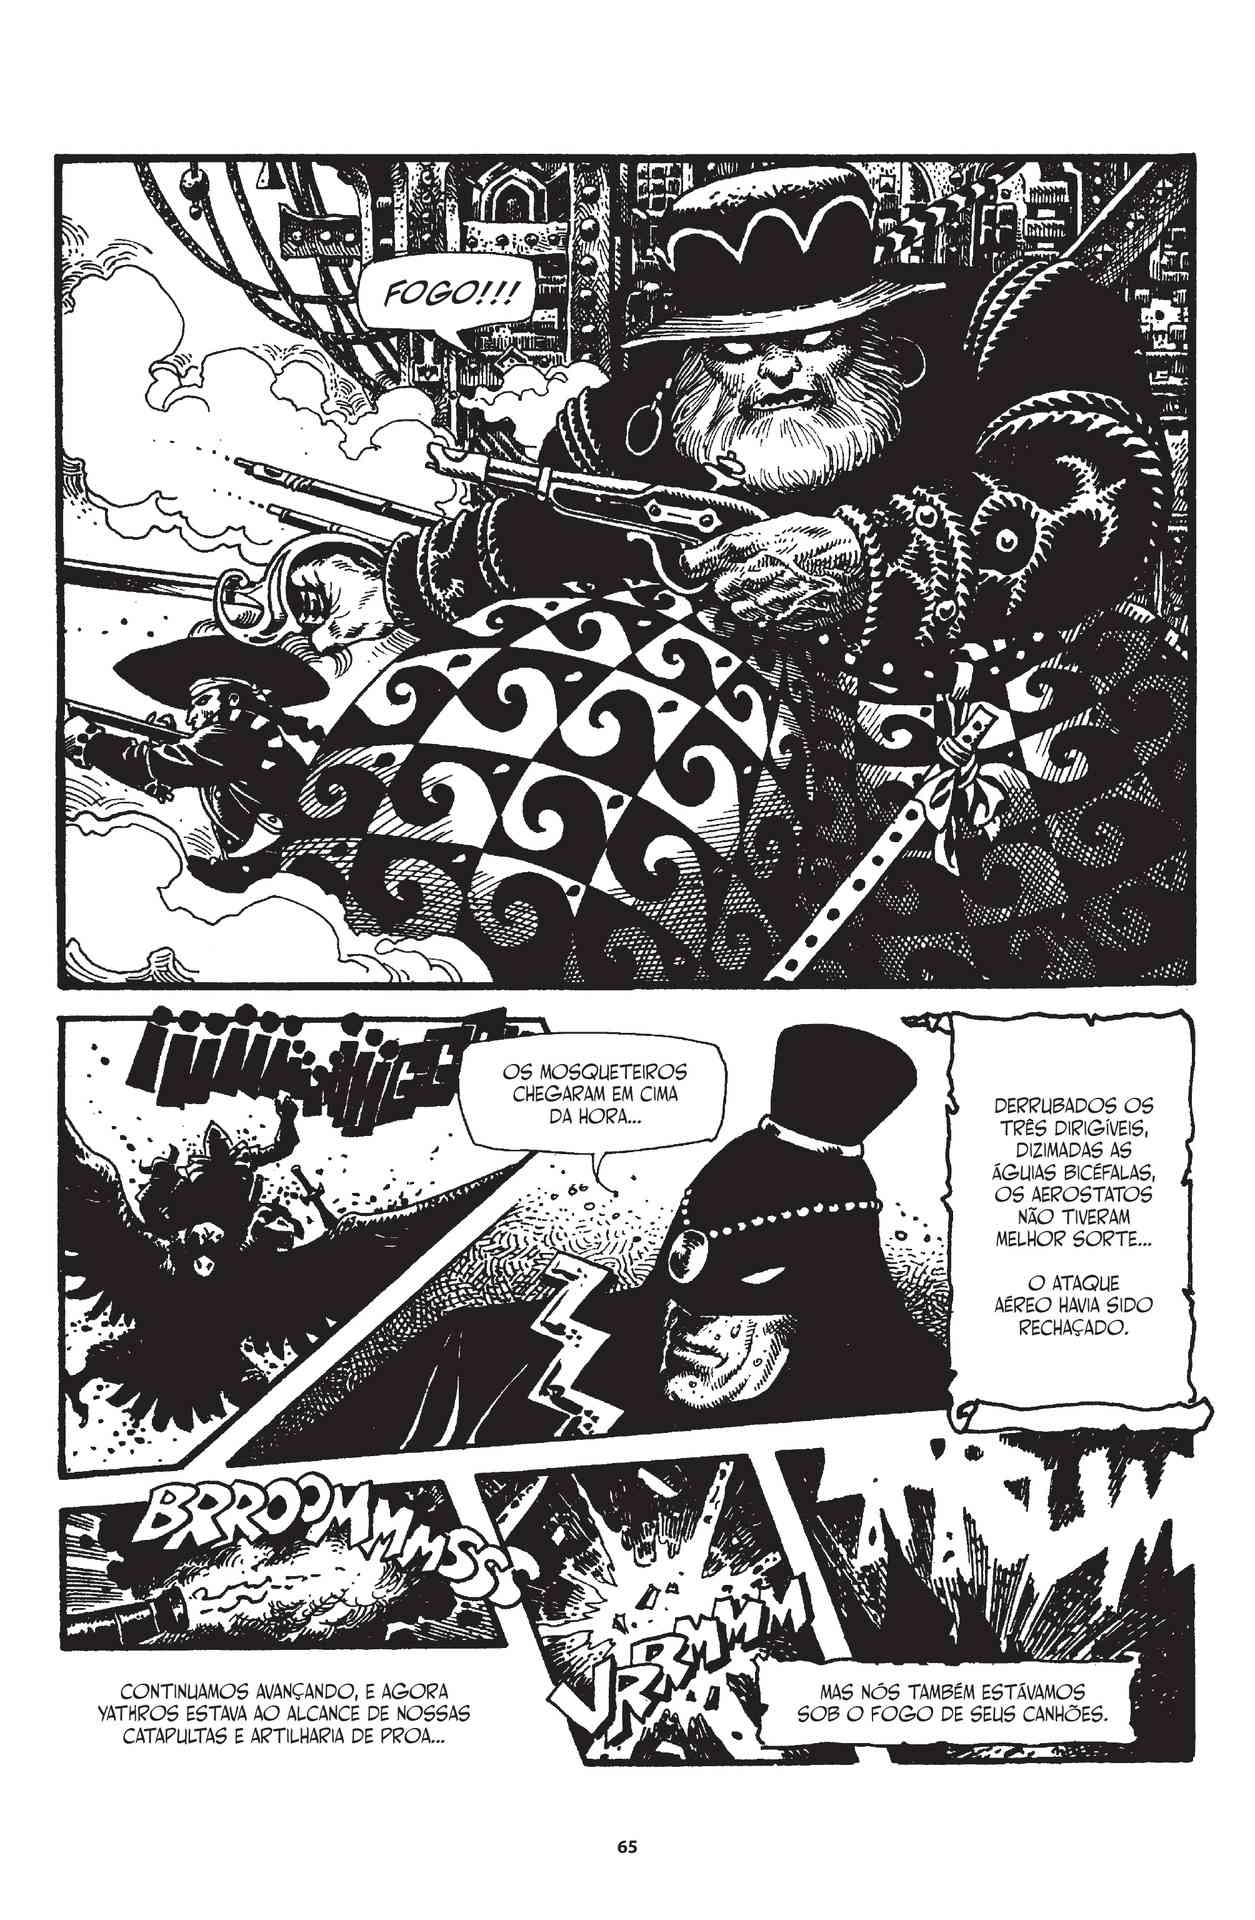 FOGO!!!
OS MOSQUETEIROS
CHEGARAM EM CIMA
DA HORA...
DERRUBADOS OS
TRÊS DIRIGÍVEIS,
DIZIMADAS AS
ÁGUIAS BICÉFALAS,
OS AEROSTATOS
NÃO TIVERAM
MELHOR SORTE...
O ATAQUE
AÉREO HAVIA SIDO
RECHAÇADO.
BRROOMMMMSSS
VRRMMM
CONTINUAMOS AVANÇANDO, E AGORA
YATHROS ESTAVA AO ALCANCE DE NOSSAS
CATAPULTAS E ARTILHARIA DE PROA...
MAS NÓS TAMBÉM ESTÁVAMOS
SOB O FOGO DE SEUS CANHÕES.
65